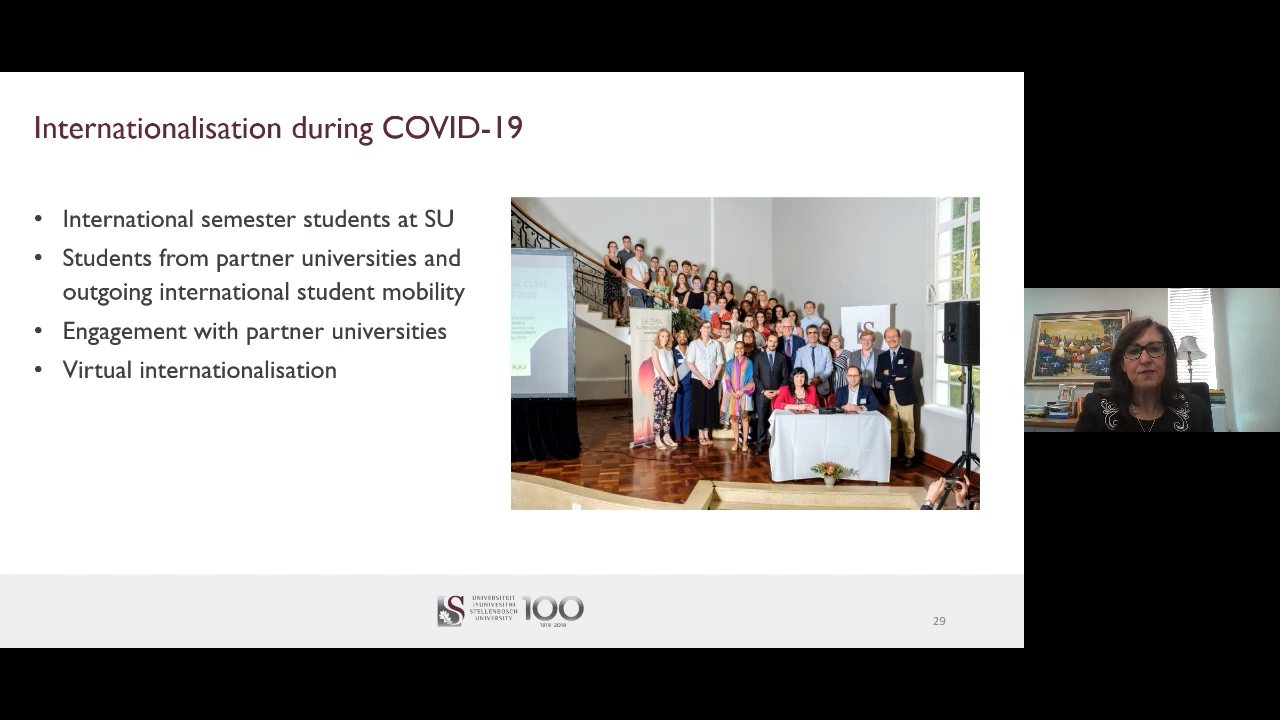 Internationalisation during COVID-19
• International semester students at SU
• Students from partner universities and
outgoing international student mobility
• Engagement with partner universities
• Virtual internationalisation
UNIVERSITEIT
iYUNIVESITHI
STELLENBOSCH
UNIVERSITY
100
1918 2018
29